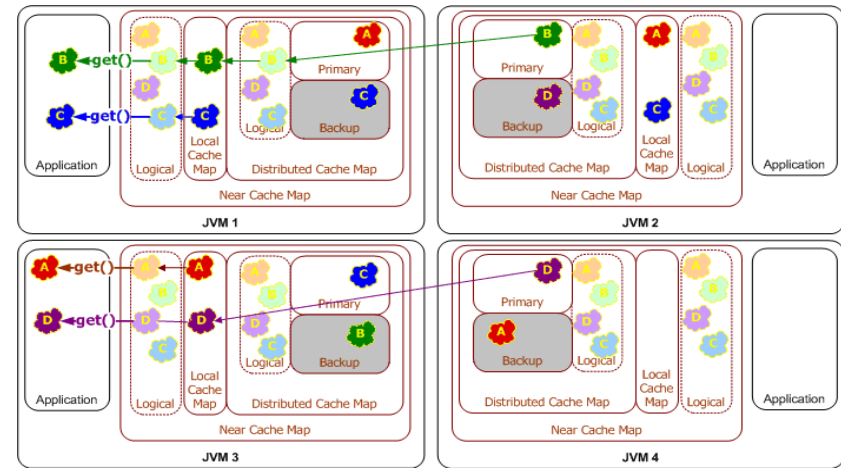 A
A
A
B
A
A
B
get()
B
B
B
Primary
Primary
B
B
D
D
C
D
D
D
D
C
get()
C
C
C
Backup
C
Backup
C
C
C
Logical
Local
Cache
Map
Logical
Logical
Local
Cache
Map
Logical
Application
Distributed Cache Map
Distributed Cache Map
Application
Near Cache Map
Near Cache Map
JVM 1
JVM 2
A
get()
A
A
A
C
D
A
A
B
B
Primary
Primary
B
B
D
get()
D
D
D
B
A
D
D
C
C
Backup
Backup
C
C
Logical
Local
Cache
Map
Logical
Logical
Local
Cache
Map
Logical
Application
Distributed Cache Map
Distributed Cache Map
Application
Near Cache Map
Near Cache Map
JVM 3
JVM 4